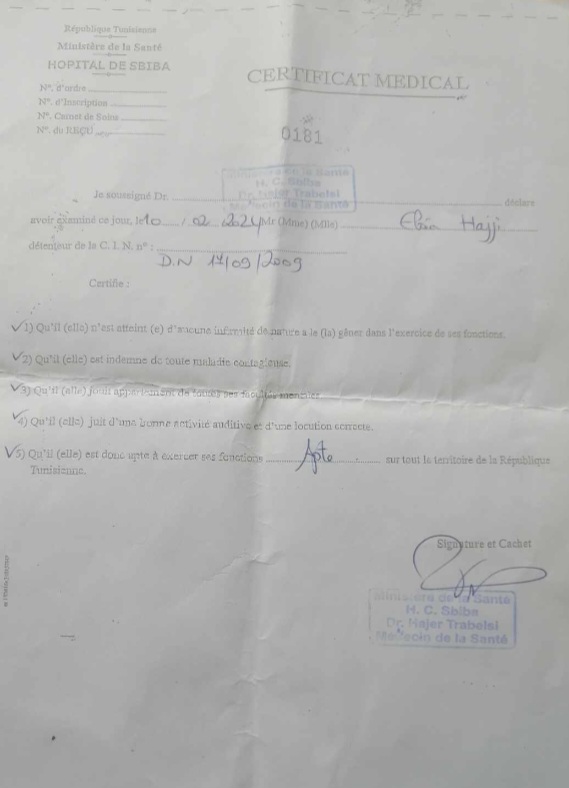 République Tunisienne
Ministère de la Santé
HOPITAL DE SBIBA
N°. d'ordre
N°. d'Inscription
N°. Carnet de Soins
N°. du REÇU
CERTIFICAT MEDICAL
0181
Ministère de la Santé
H. C. Sbiba
Dr. Hajer Trabelsi
Médecin de la Santé
Je soussigné Dr. déclare
avoir examiné ce jour, le 10 / 02 2024 Mr (Mme) (Mlle) Hajji
détenteur de la C. I. N. n° :
D.N 17/09/2009
Certifie :
1) Qu'il (elle) n'est atteint (e) d'aucune infirmité de nature a le (la) gêner dans l'exercice de ses fonctions.
2) Qu'il (elle) est indemne de toute maladie contagieuse.
3) Qu'il (elle) jouit de toutes ses facultés mentales
4) Qu'il (elle) juit d'une bonne activité auditive et d'une locution correcte.
5) Qu'il (elle) est donc apte à exercer ses fonctions Apte sur tout le territoire de la République
Tunisienne.
Signature et Cachet
Ministère de la Santé
H. C. Sbiba
Dr. Hajer Trabelsi
Médecin de la Santé